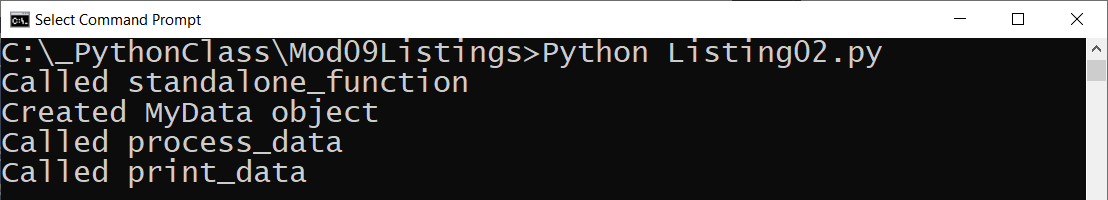 Select Command Prompt
C:\_PythonClass\Mod09Listings>Python Listing02.py
Called standalone_function
Created MyData object
Called process_data
Called print_data